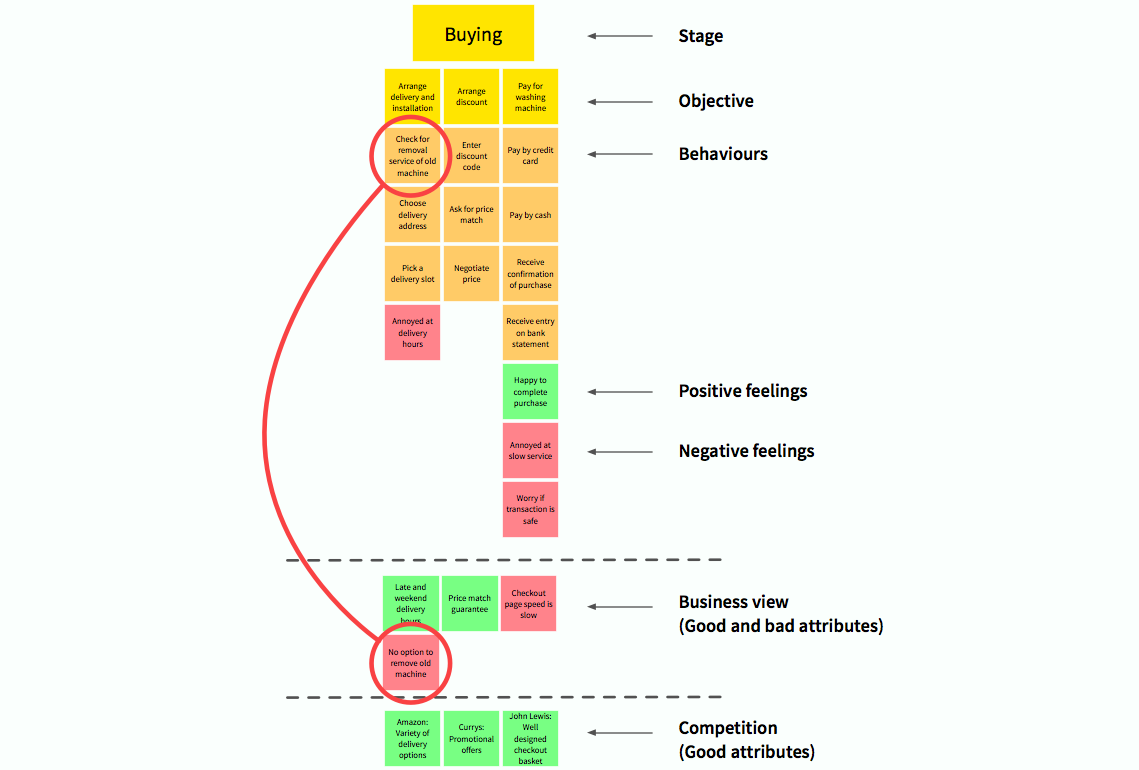 Buying
Stage
Arrange
delivery and
installation
Arrange
discount
Pay for
washing
machine
Objective
Check for
removal
service of old
machine
Enter
discount
code
Pay by credit
card
Behaviours
Choose
delivery
address
Ask for price
match
Pay by cash
Pick a
delivery slot
Negotiate
price
Receive
confirmation
of purchase
Annoyed at
delivery
hours
Receive entry
on bank
statement
Happy to
complete
purchase
Positive feelings
Annoyed at
slow service
Negative feelings
Worry if
transaction is
safe
Late and
weekend
delivery
hours
Price match
guarantee
Checkout
page speed is
slow
Business view
(Good and bad attributes)
No option to
remove old
machine
Amazon:
Variety of
delivery
options
Currys:
Promotional
offers
John Lewis:
Well
designed
checkout
basket
Competition
(Good attributes)